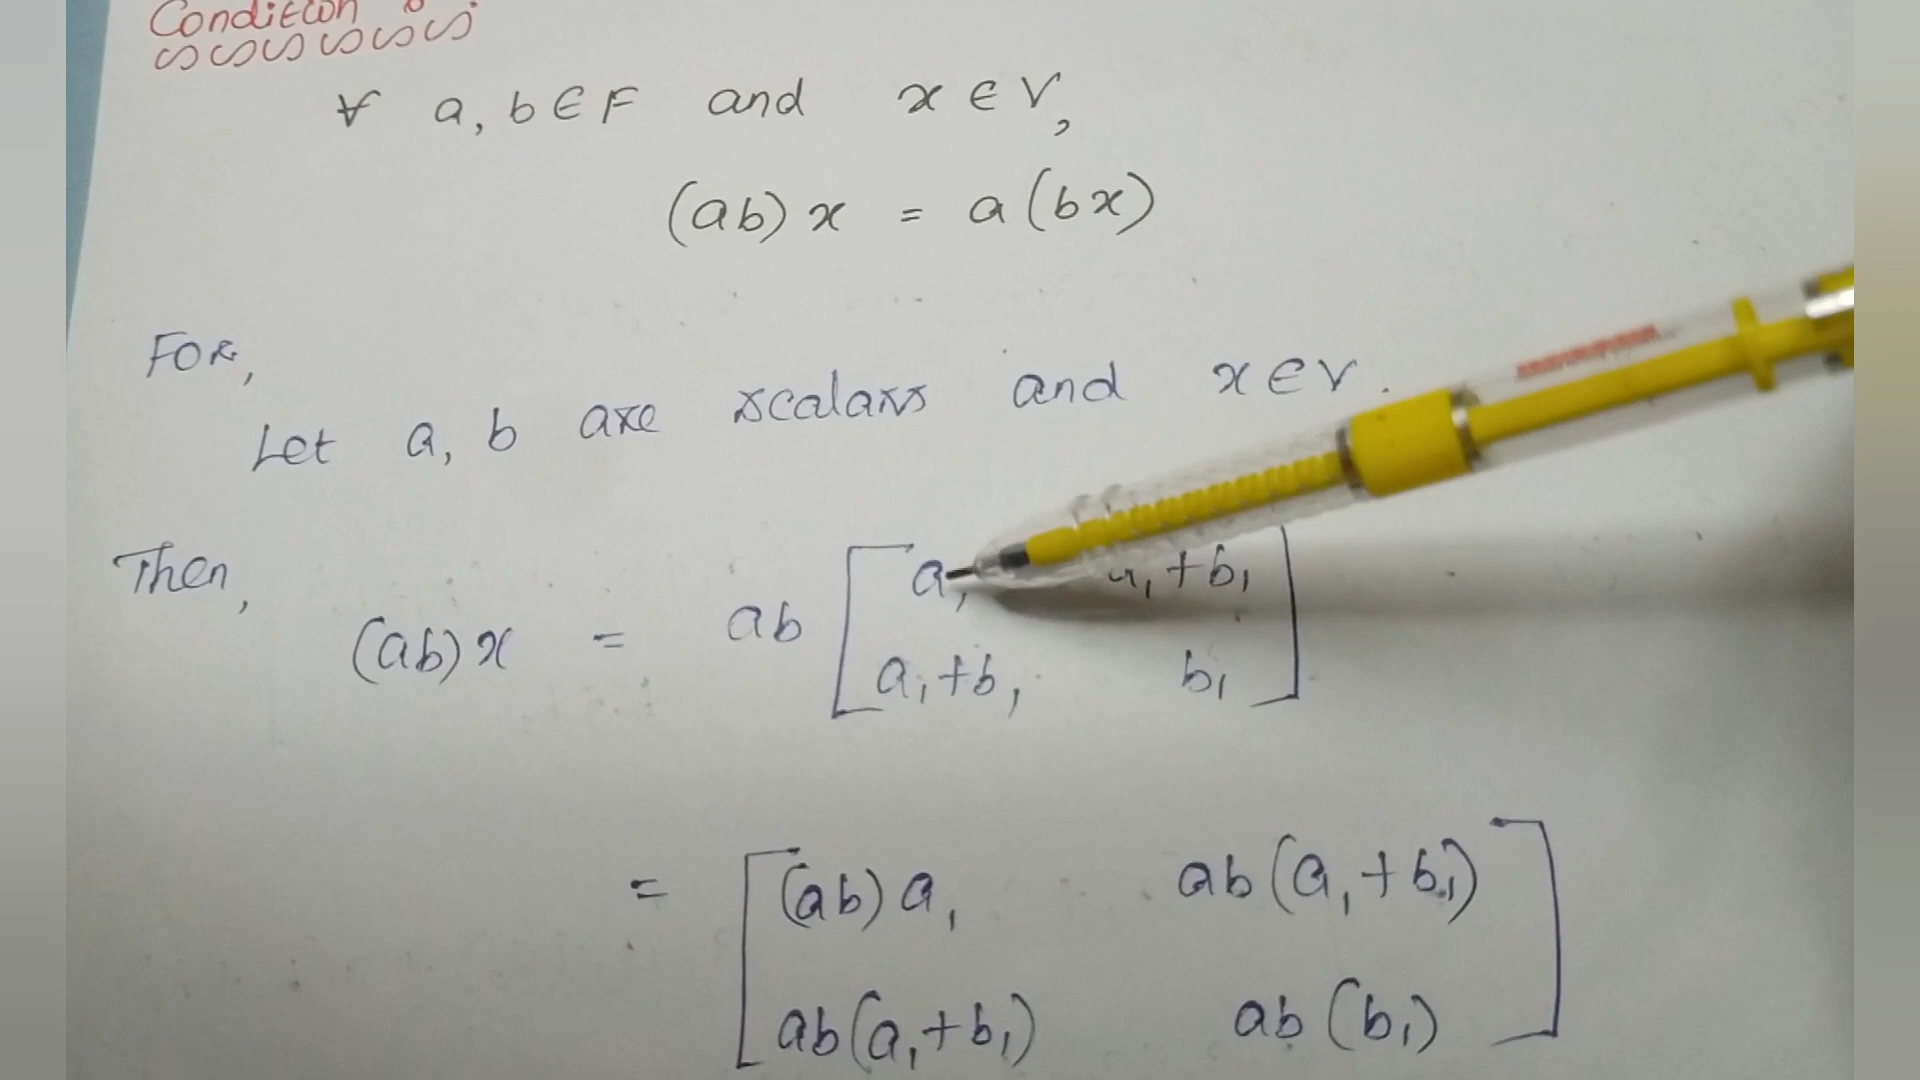 Condition
∀ a, b ∈ F and x ∈ V,
(ab) x = a (bx)
For,
Let a, b are scalars and x ∈ V.
Then,
(ab) x = ab [ a₁ a₁+b₁
a₁+b₁ b₁ ]
= [ (ab) a₁ ab (a₁+b₁)
ab (a₁+b₁) ab (b₁) ]